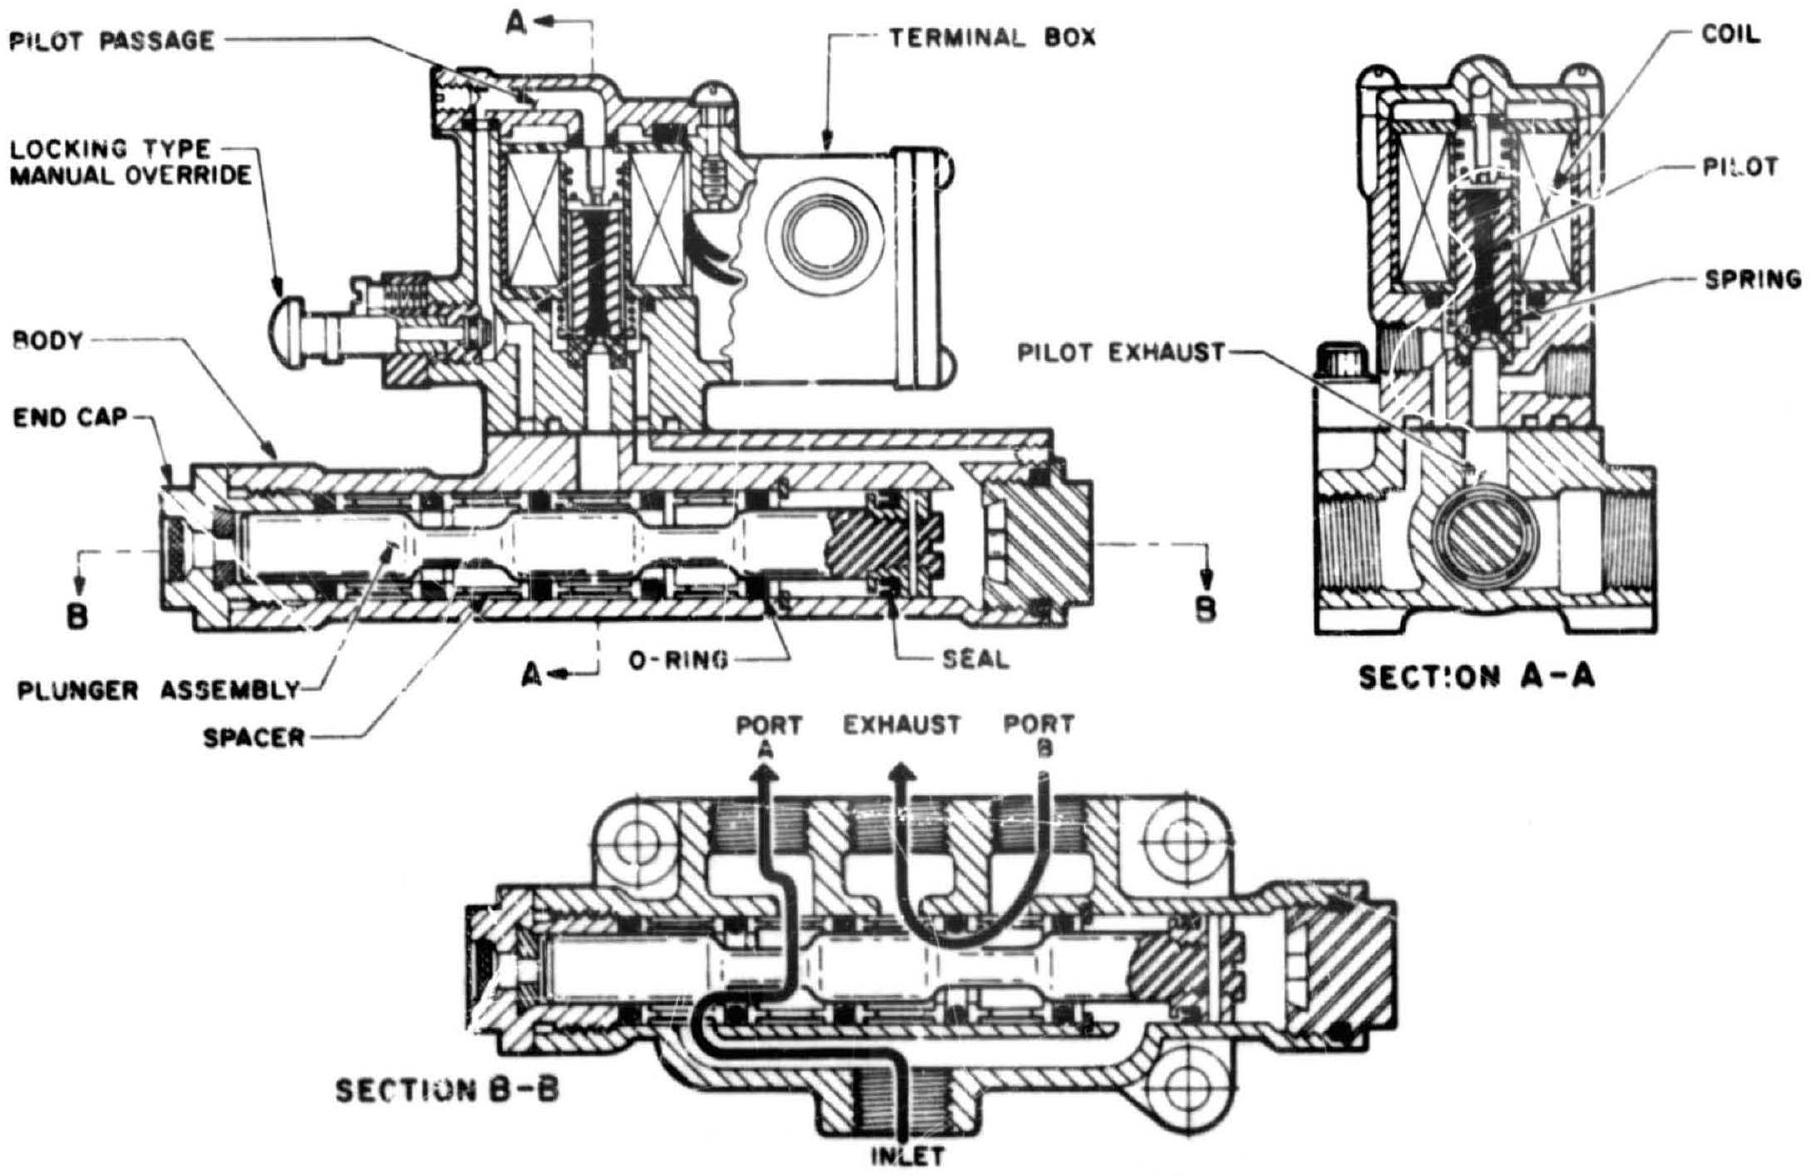 A
PILOT PASSAGE
TERMINAL BOX
COIL
LOCKING TYPE
MANUAL OVERRIDE
PILOT
SPRING
BODY
PILOT EXHAUST
END CAP
B
B
A
O-RING
SEAL
SECTION A-A
PLUNGER ASSEMBLY
SPACER
PORT
A
EXHAUST
PORT
B
SECTION B-B
INLET